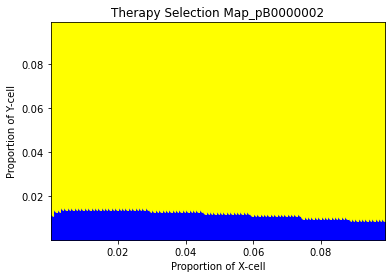 Therapy Selection Map_pB0000002
Proportion of Y-cell
0.08
0.06
0.04
0.02
0.02 0.04 0.06 0.08
Proportion of X-cell